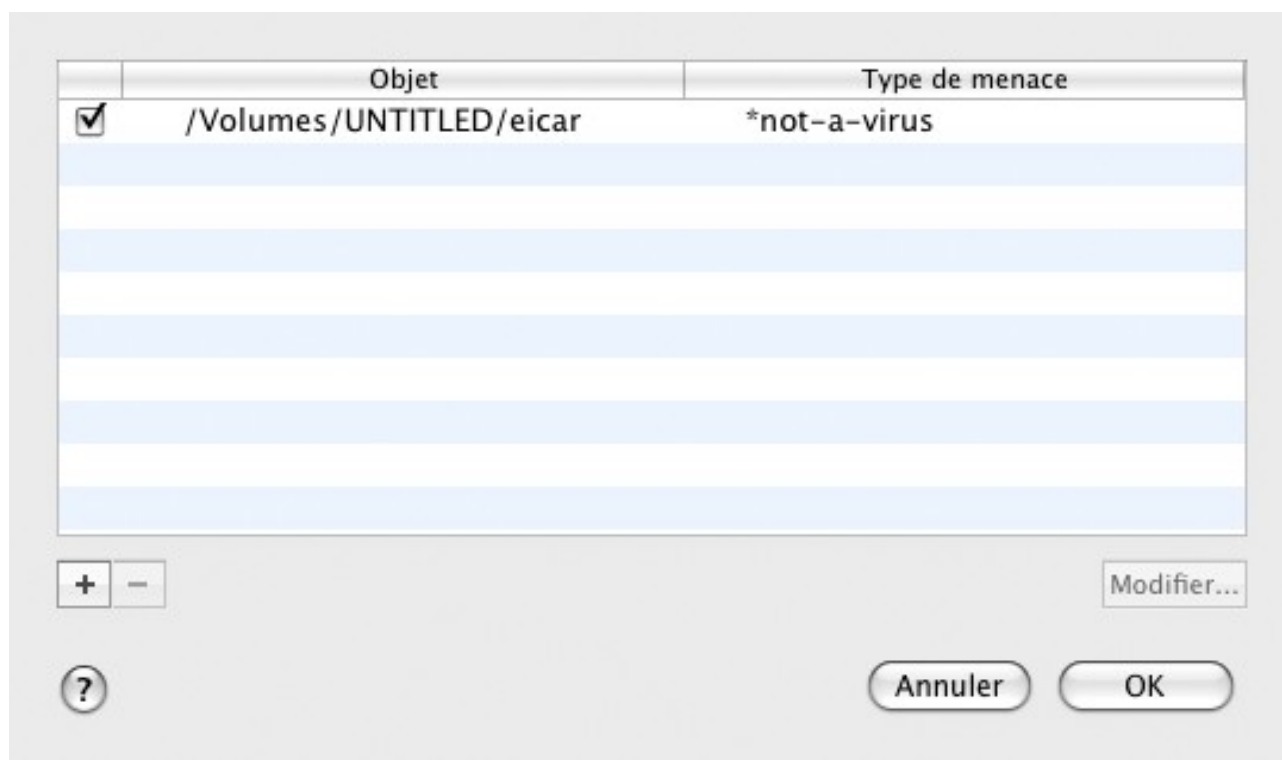 Objet Type de menace
/Volumes/UNTITLED/eicar *not-a-virus
+ − Modifier...
? Annuler OK